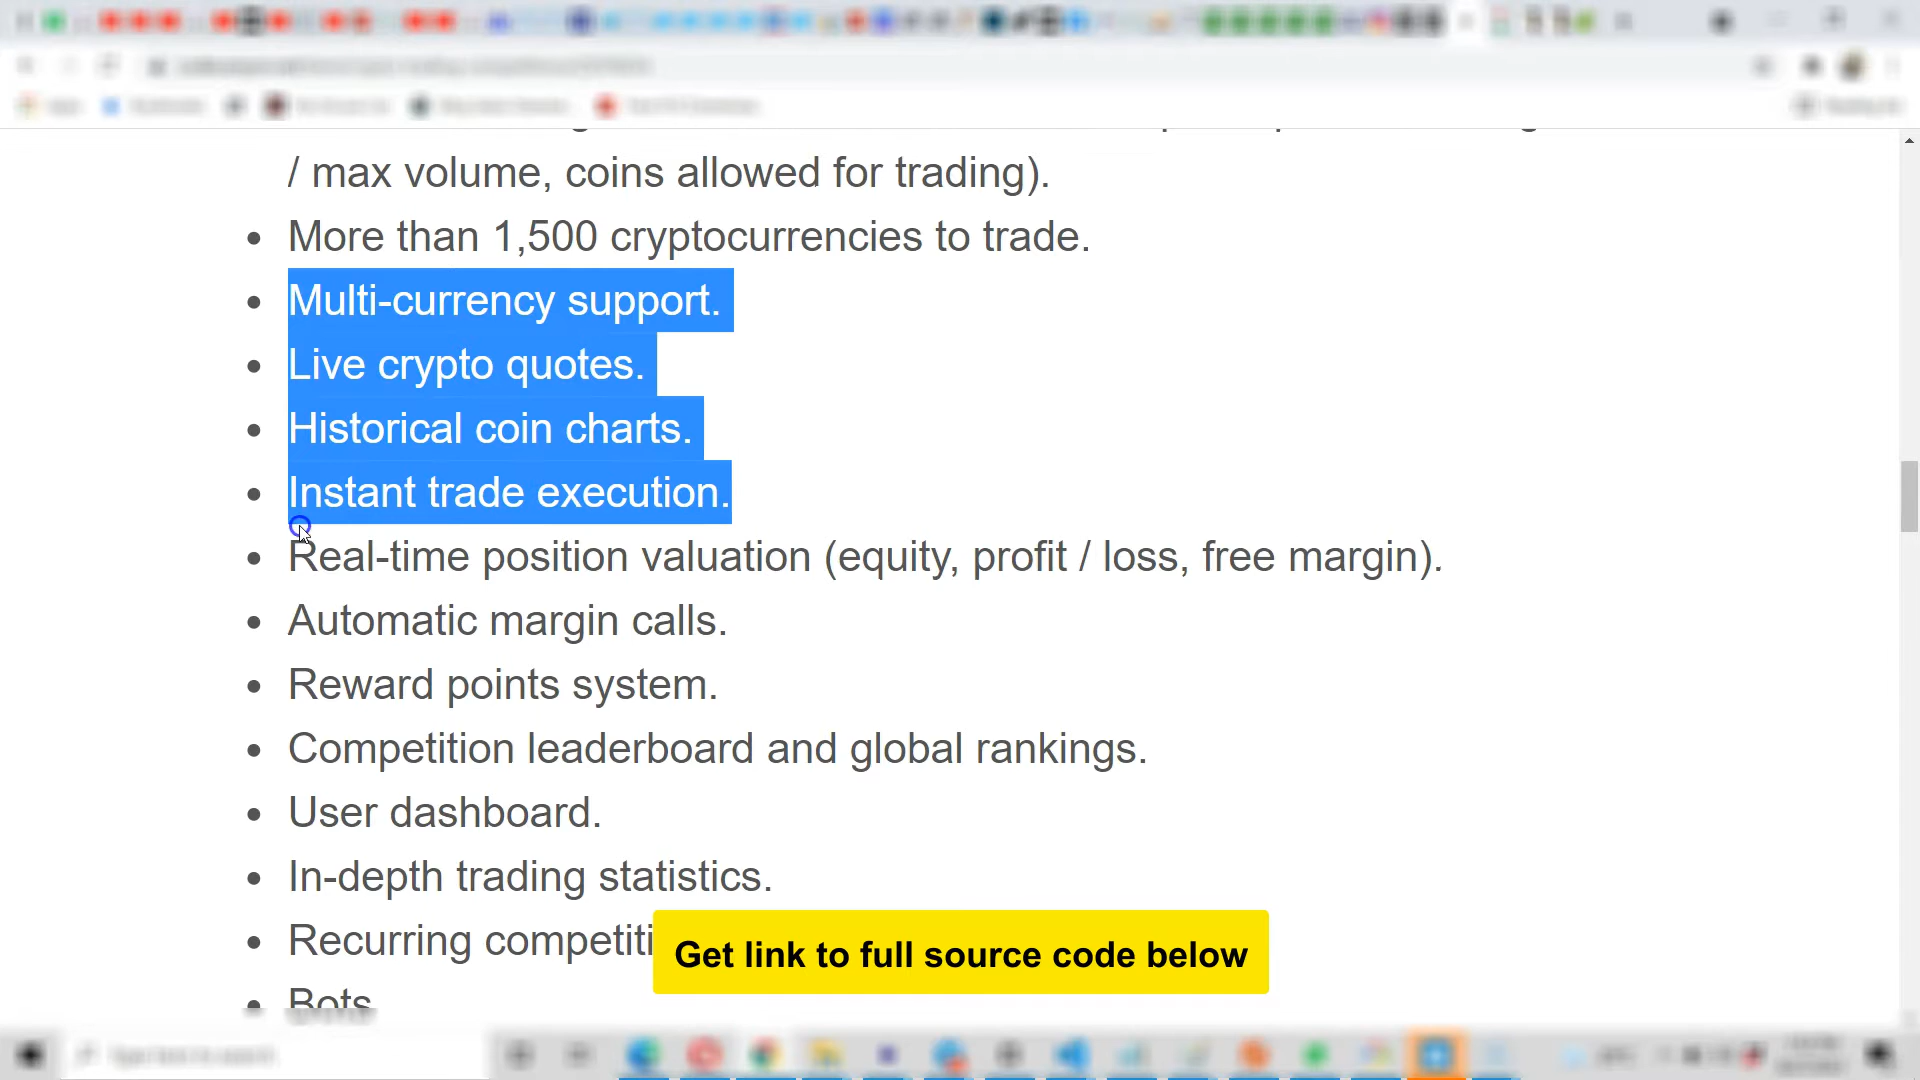 / max volume, coins allowed for trading).
More than 1,500 cryptocurrencies to trade.
Multi-currency support.
Live crypto quotes.
Historical coin charts.
Instant trade execution.
Real-time position valuation (equity, profit / loss, free margin).
Automatic margin calls.
Reward points system.
Competition leaderboard and global rankings.
User dashboard.
In-depth trading statistics.
Recurring competiti
Get link to full source code below
Bots